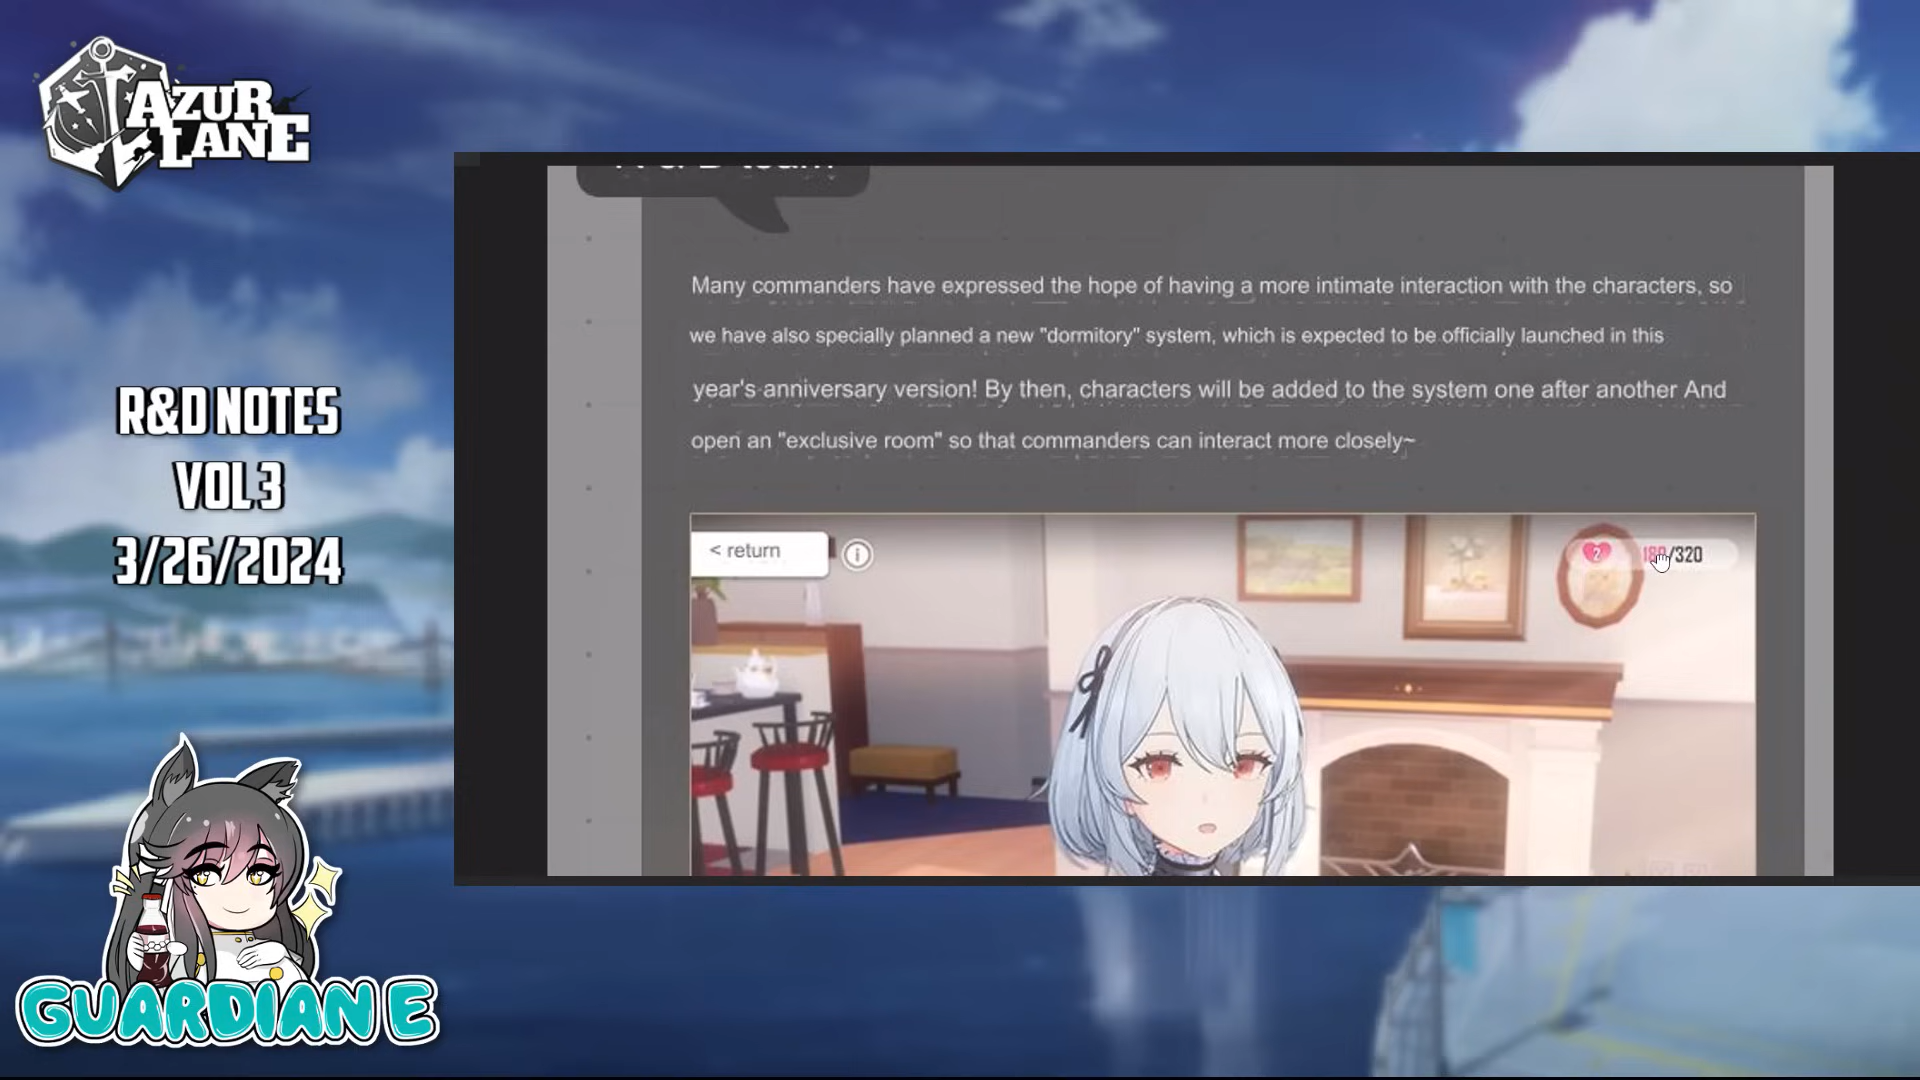 AZUR
LANE
R&D NOTES
VOL 3
3/26/2024
Many commanders have expressed the hope of having a more intimate interaction with the characters, so
we have also specially planned a new "dormitory" system, which is expected to be officially launched in this
year's anniversary version! By then, characters will be added to the system one after another And
open an "exclusive room" so that commanders can interact more closely~
< return
i
2
/320
GUARDIAN E